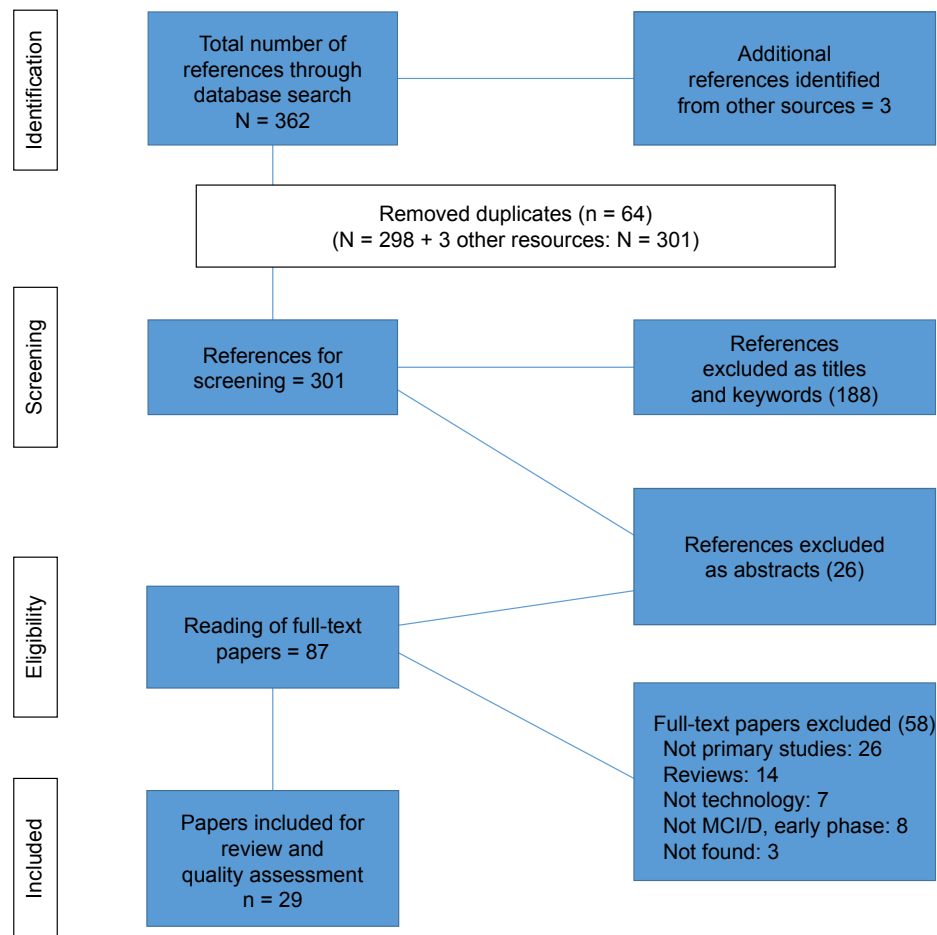 Identification
Total number of
references through
database search
N = 362
Additional
references identified
from other sources = 3
Removed duplicates (n = 64)
(N = 298 + 3 other resources: N = 301)
Screening
References for
screening = 301
References
excluded as titles
and keywords (188)
References excluded
as abstracts (26)
Eligibility
Reading of full-text
papers = 87
Full-text papers excluded (58)
Not primary studies: 26
Reviews: 14
Not technology: 7
Not MCI/D, early phase: 8
Not found: 3
Included
Papers included for
review and
quality assessment
n = 29